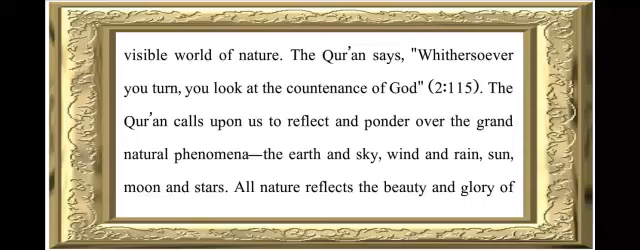 visible world of nature. The Qur’an says, "Whithersoever
you turn, you look at the countenance of God" (2:115). The
Qur’an calls upon us to reflect and ponder over the grand
natural phenomena—the earth and sky, wind and rain, sun,
moon and stars. All nature reflects the beauty and glory of